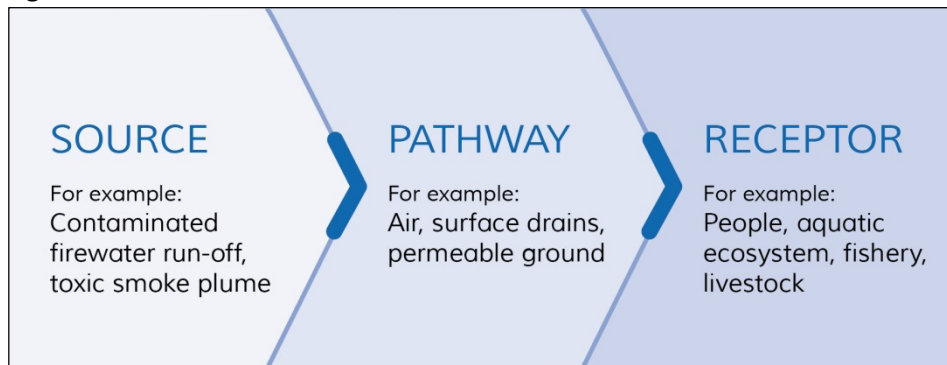 SOURCE
For example:
Contaminated
firewater run-off,
toxic smoke plume
PATHWAY
For example:
Air, surface drains,
permeable ground
RECEPTOR
For example:
People, aquatic
ecosystem, fishery,
livestock